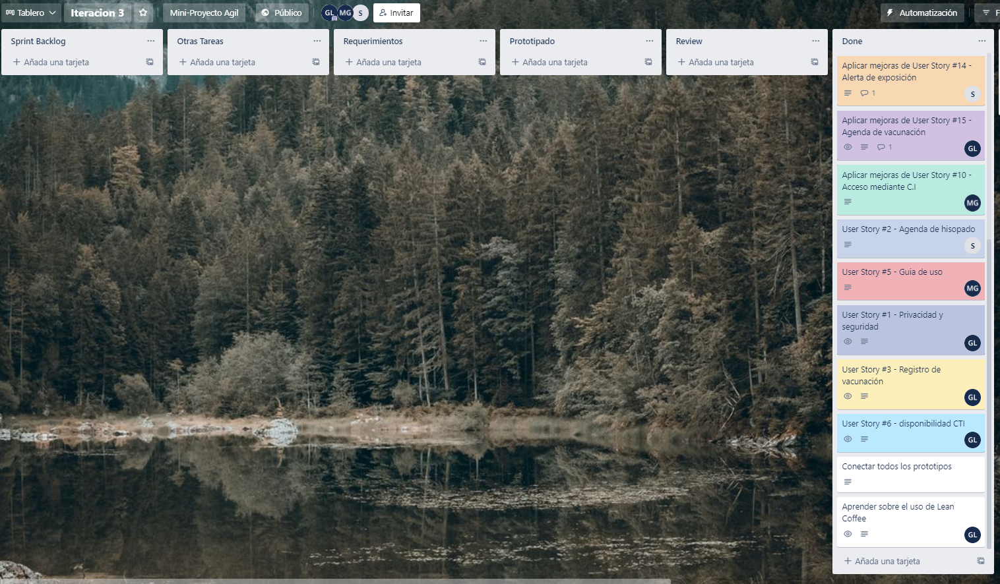 Tablero
Iteracion 3
Mini-Proyecto Agil
Público
GL
MG
S
Invitar
Automatización
F
Sprint Backlog
Añada una tarjeta
Otras Tareas
Añada una tarjeta
Requerimientos
Añada una tarjeta
Prototipado
Añada una tarjeta
Review
Añada una tarjeta
Done
Aplicar mejoras de User Story #14 -
Alerta de exposición
1
S
Aplicar mejoras de User Story #15 -
Agenda de vacunación
1
GL
Aplicar mejoras de User Story #10 -
Acceso mediante C.I
MG
User Story #2 - Agenda de hisopado
S
User Story #5 - Guia de uso
MG
User Story #1 - Privacidad y
seguridad
GL
User Story #3 - Registro de
vacunación
GL
User Story #6 - disponibilidad CTI
GL
Conectar todos los prototipos
Aprender sobre el uso de Lean
Coffee
GL
Añada una tarjeta